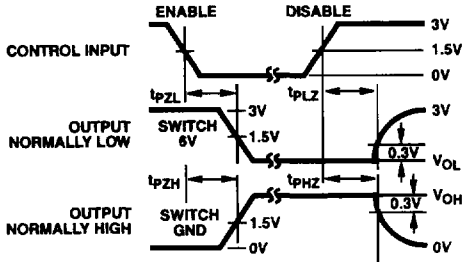 ENABLE DISABLE
3V
CONTROL INPUT 1.5V
0V
tPZL tPLZ
3V 3V
OUTPUT NORMALLY LOW
SWITCH 6V
1.5V
0.3V
VOL
tPZH tPHZ
VOH
OUTPUT NORMALLY HIGH
SWITCH GND
1.5V
0.3V
0V 0V